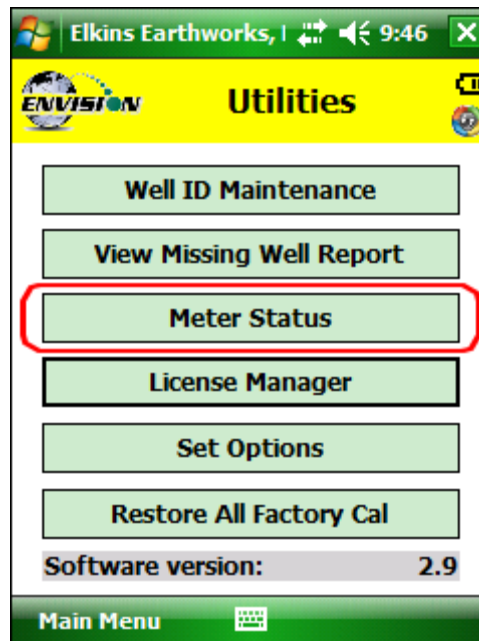 Elkins Earthworks, 9:46
ENVISION Utilities
Well ID Maintenance
View Missing Well Report
Meter Status
License Manager
Set Options
Restore All Factory Cal
Software version: 2.9
Main Menu